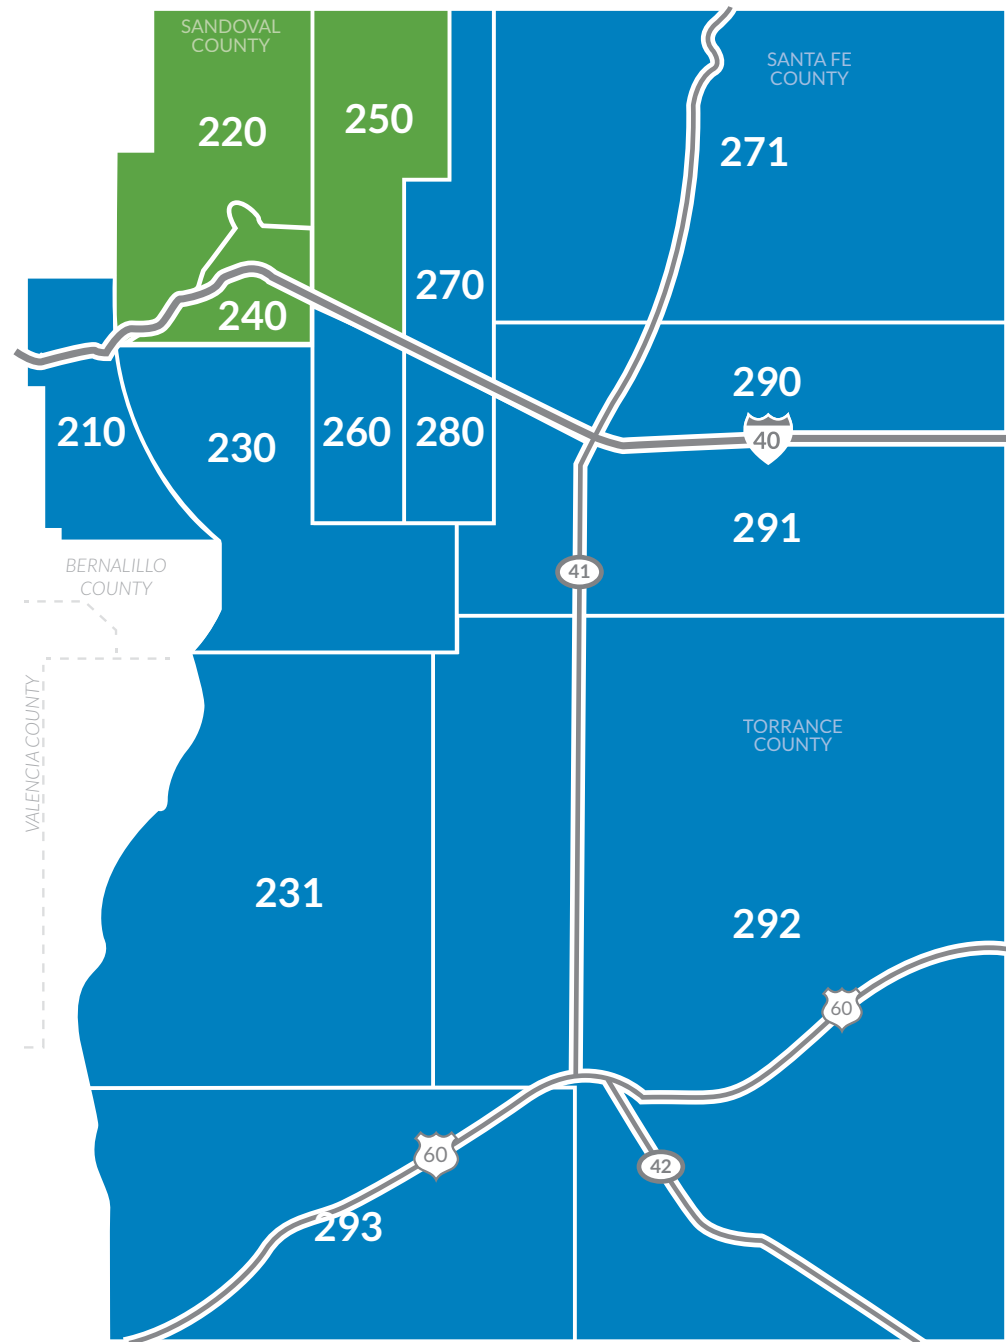 SANDOVAL
COUNTY
SANTA FE
COUNTY
220
250
271
270
240
290
210
230
260
280
40
291
BERNALILLO
COUNTY
41
VALENCIA COUNTY
TORRANCE
COUNTY
231
292
60
60
42
293